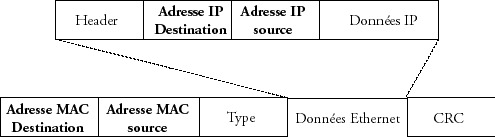 Header
Adresse IP
Destination
Adresse IP
source
Données IP
Adresse MAC
Destination
Adresse MAC
source
Type
Données Ethernet
CRC